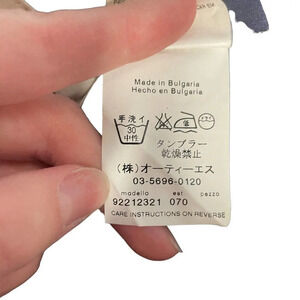 Made in Bulgaria
Hecho en Bulgaria
手洗イ
30
中性
タンブラー
乾燥禁止
(株)オーティーエス
03-5696-0120
modello est pezzo
92212321 070
CARE INSTRUCTIONS ON REVERSE